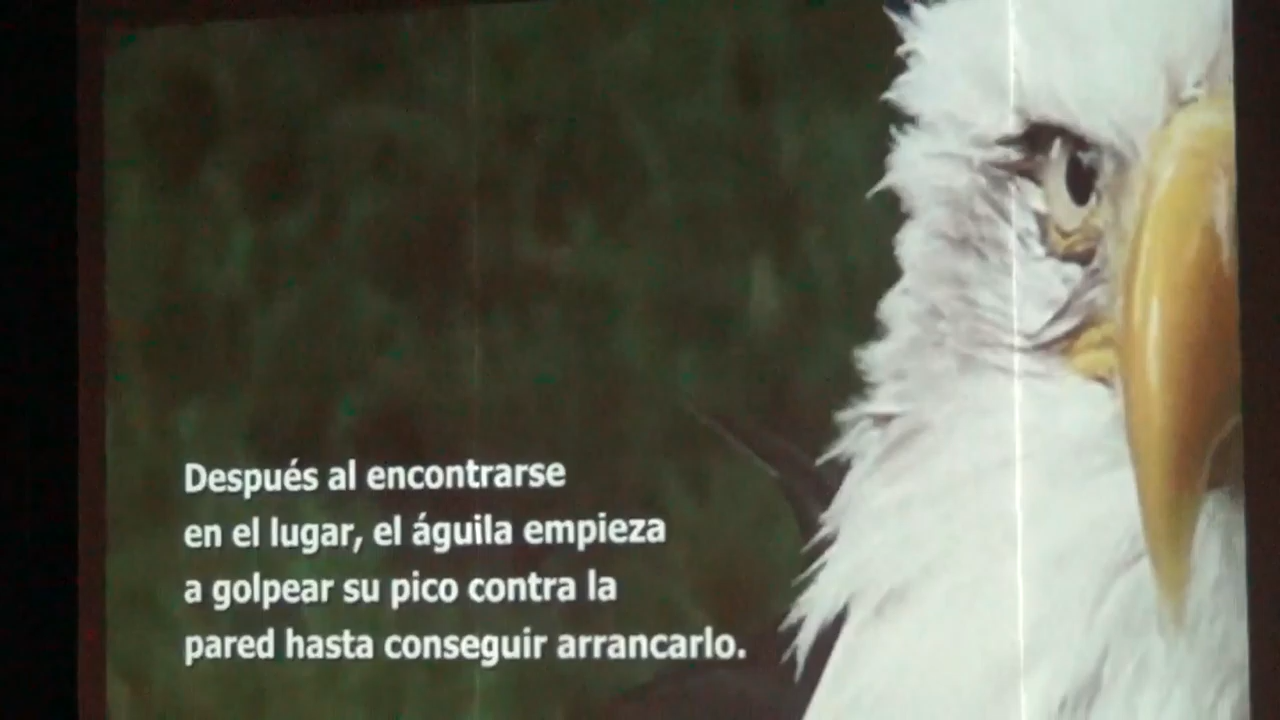 Después al encontrarse
en el lugar, el águila empieza
a golpear su pico contra la
pared hasta conseguir arrancarlo.